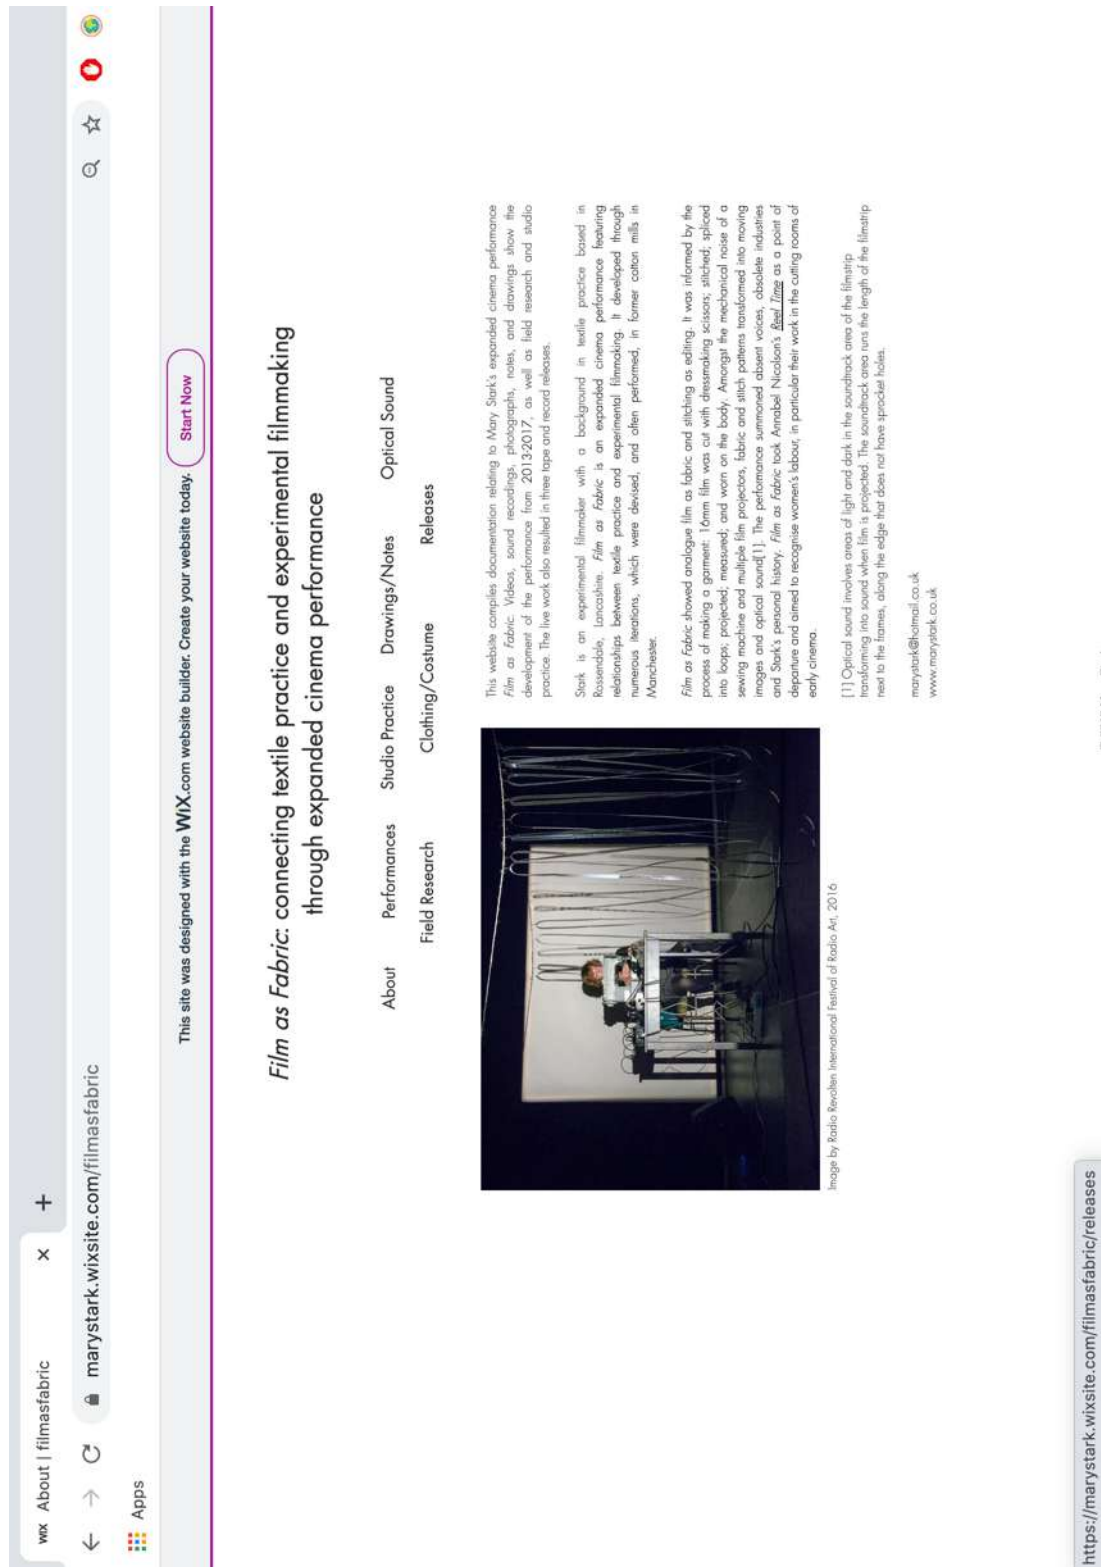 WIX About | filmasfabric
marystark.wixsite.com/filmasfabric
Apps
This site was designed with the WiX.com website builder. Create your website today. Start Now
Film as Fabric: connecting textile practice and experimental filmmaking
through expanded cinema performance
About Performances Studio Practice Drawings/Notes Optical Sound
Field Research Clothing/Costume Releases
This website compiles documentation relating to Mary Stark's expanded cinema performance
Film as Fabric. Videos, sound recordings, photographs, notes, and drawings show the
development of the performance from 2013-2017, as well as field research and studio
practice. The live work also resulted in three tape and record releases.
Stark is an experimental filmmaker with a background in textile practice based in
Rossendale, Lancashire. Film as Fabric is an expanded cinema performance featuring
relationships between textile practice and experimental filmmaking. It developed through
numerous iterations, which were devised, and often performed, in former cotton mills in
Manchester.
Film as Fabric showed analogue film as fabric and stitching as editing. It was informed by the
process of making a garment: 16mm film was cut with dressmaking scissors; stitched; spliced
into loops; projected; measured; and worn on the body. Amongst the mechanical noise of a
sewing machine and multiple film projectors, fabric and stitch patterns transformed into moving
images and optical sound[1]. The performance summoned absent voices, obsolete industries
and Stark's personal history. Film as Fabric took Annabel Nicolson's Reel Time as a point of
departure and aimed to recognise women's labour, in particular their work in the cutting rooms of
early cinema.
[1] Optical sound involves areas of light and dark in the soundtrack area of the filmstrip
transforming into sound when film is projected. The soundtrack area runs the length of the filmstrip
next to the frames, along the edge that does not have sprocket holes.
marystark@hotmail.co.uk
www.marystark.co.uk
Image by Radio Revolten International Festival of Radio Art, 2016
https://marystark.wixsite.com/filmasfabric/releases